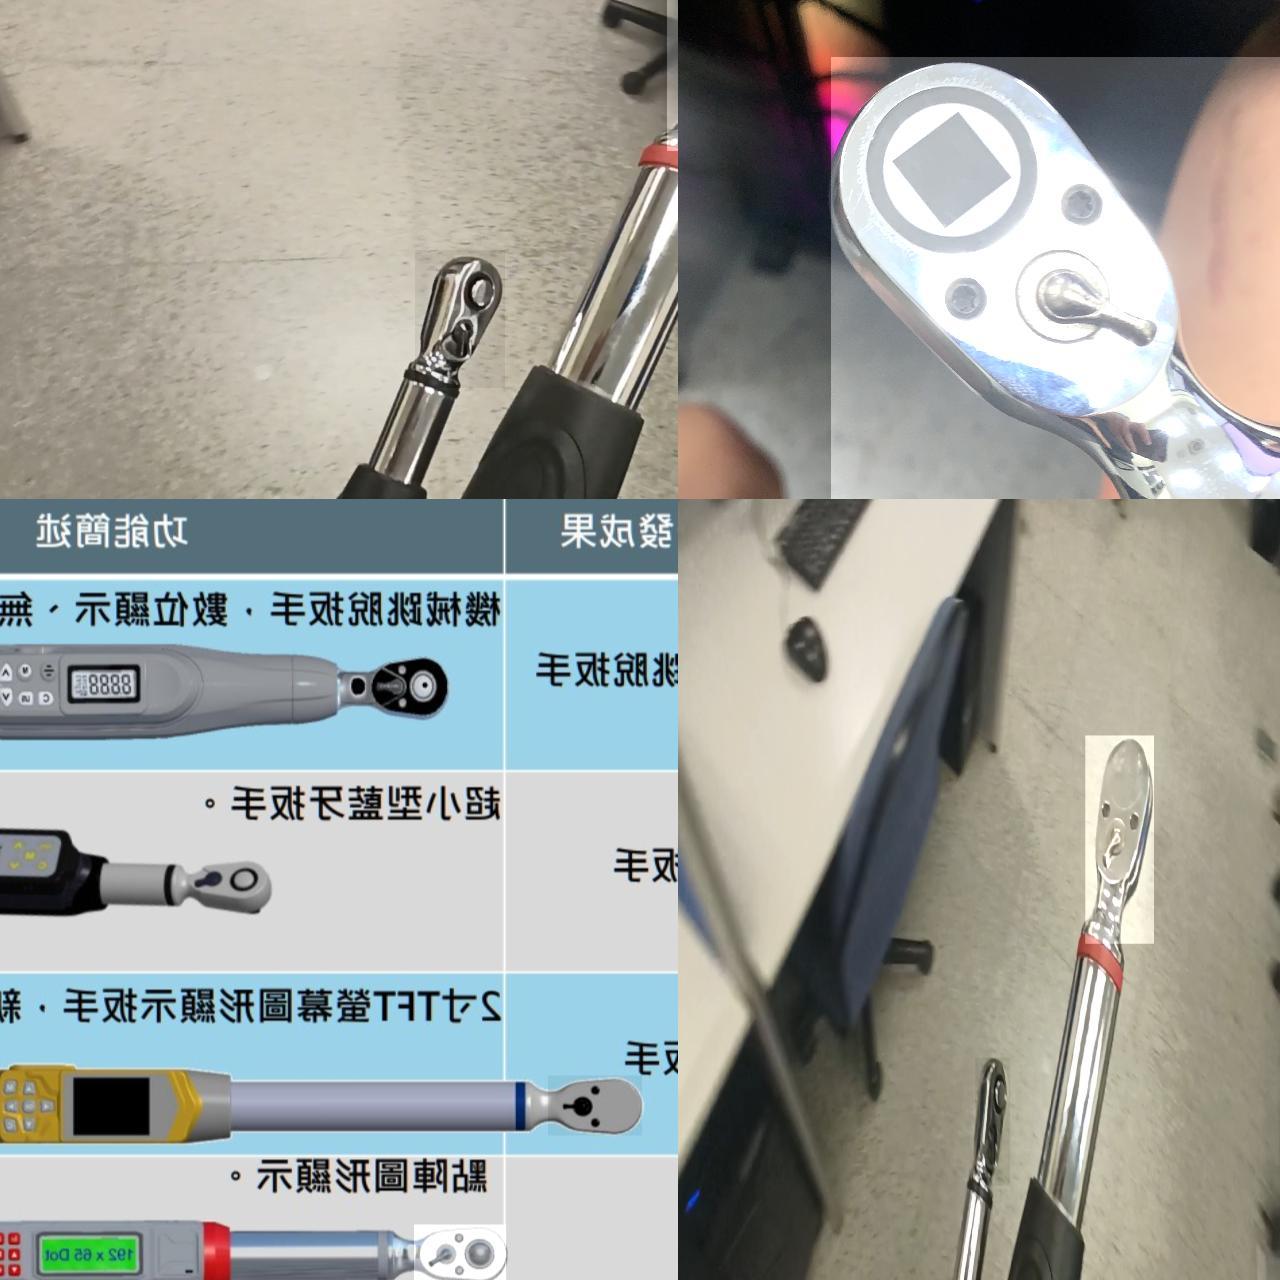 功能簡述
發成果
機械跳脫扳手，數位顯示、無
跳脫扳手
8888
M
C
超小型藍牙扳手。
扳手
M
2寸TFT螢幕圖形顯示扳手，新
扳手
點陣圖形顯示。
192 x 65 Dot